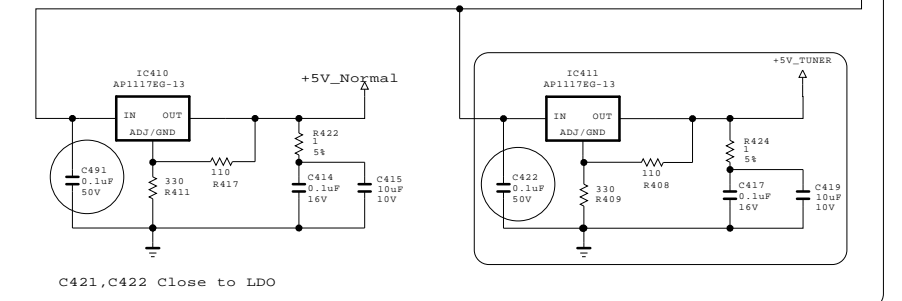 IC410
AP1117EG-13
+5V_Normal
IN OUT
ADJ/GND
R422
1
5%
110
R417
C491
0.1uF
50V
330
R411
C414
0.1uF
16V
C415
10uF
10V
IC411
AP1117EG-13
+5V_TUNER
IN OUT
ADJ/GND
R424
1
5%
110
R408
C422
0.1uF
50V
330
R409
C417
0.1uF
16V
C419
10uF
10V
C421,C422 Close to LDO